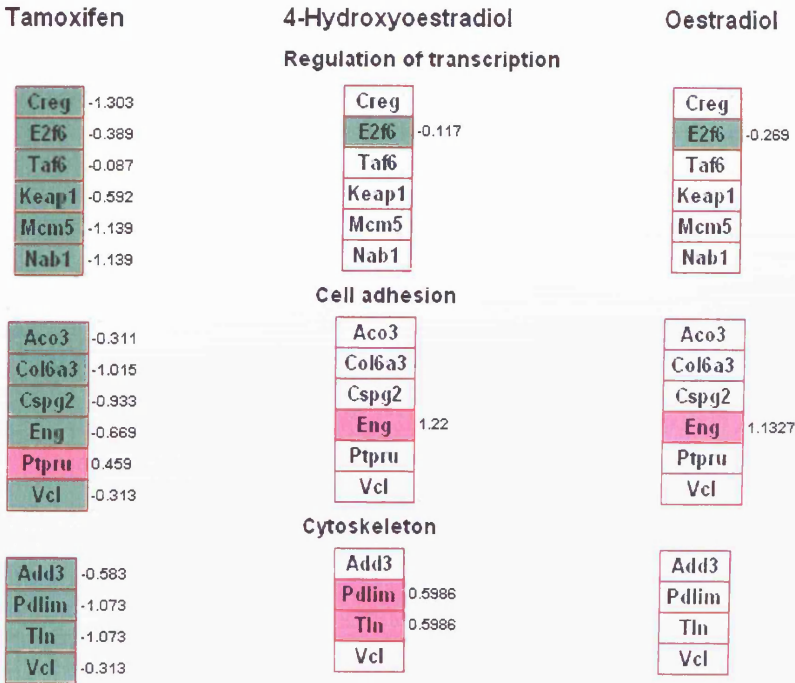 Tamoxifen 4-Hydroxyoestradiol Oestradiol
Regulation of transcription
Creg -1.303 Creg Creg
E2f6 -0.389 E2f6 -0.117 E2f6 -0.269
Taf6 -0.087 Taf6 Taf6
Keap1 -0.592 Keap1 Keap1
Mcm5 -1.139 Mcm5 Mcm5
Nab1 -1.139 Nab1 Nab1
Cell adhesion
Aco3 -0.311 Aco3 Aco3
Col6a3 -1.015 Col6a3 Col6a3
Cspg2 -0.933 Cspg2 Cspg2
Eng -0.669 Eng 1.22 Eng 1.1327
Ptpru 0.459 Ptpru Ptpru
Vcl -0.313 Vcl Vcl
Cytoskeleton
Add3 -0.583 Add3 Add3
Pdlim -1.073 Pdlim 0.5986 Pdlim
Tln -1.073 Tln 0.5986 Tln
Vcl -0.313 Vcl Vcl